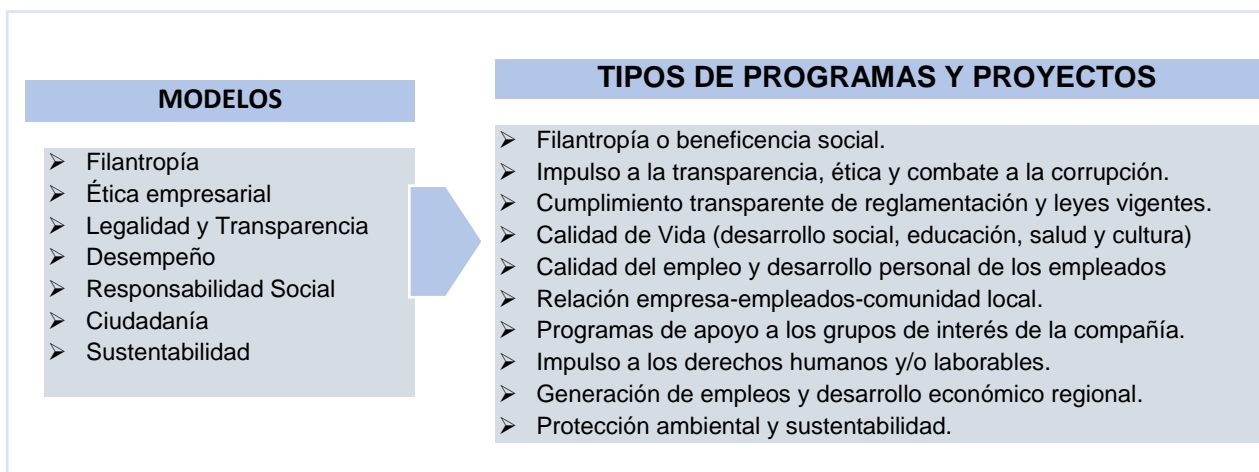 MODELOS
➢ Filantropía
➢ Ética empresarial
➢ Legalidad y Transparencia
➢ Desempeño
➢ Responsabilidad Social
➢ Ciudadanía
➢ Sustentabilidad
TIPOS DE PROGRAMAS Y PROYECTOS
➢ Filantropía o beneficencia social.
➢ Impulso a la transparencia, ética y combate a la corrupción.
➢ Cumplimiento transparente de reglamentación y leyes vigentes.
➢ Calidad de Vida (desarrollo social, educación, salud y cultura)
➢ Calidad del empleo y desarrollo personal de los empleados
➢ Relación empresa-empleados-comunidad local.
➢ Programas de apoyo a los grupos de interés de la compañía.
➢ Impulso a los derechos humanos y/o laborables.
➢ Generación de empleos y desarrollo económico regional.
➢ Protección ambiental y sustentabilidad.